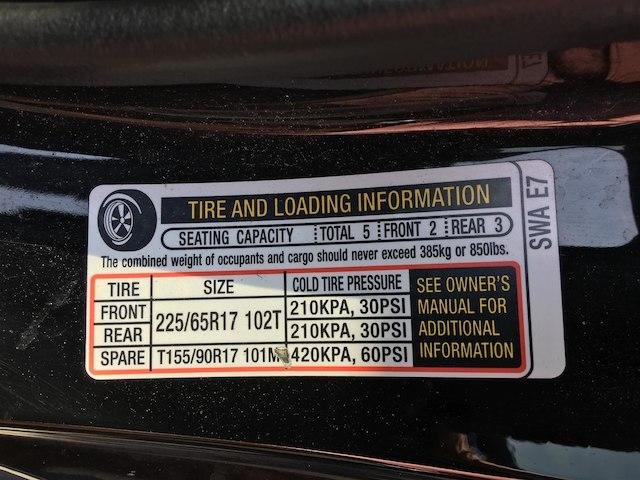 TIRE AND LOADING INFORMATION
SEATING CAPACITY TOTAL 5 FRONT 2 REAR 3
The combined weight of occupants and cargo should never exceed 385kg or 850lbs.
TIRE SIZE COLD TIRE PRESSURE
FRONT 225/65R17 102T 210KPA, 30PSI
REAR 210KPA, 30PSI
SPARE T155/90R17 101M 420KPA, 60PSI
SEE OWNER'S
MANUAL FOR
ADDITIONAL
INFORMATION
SWA E7